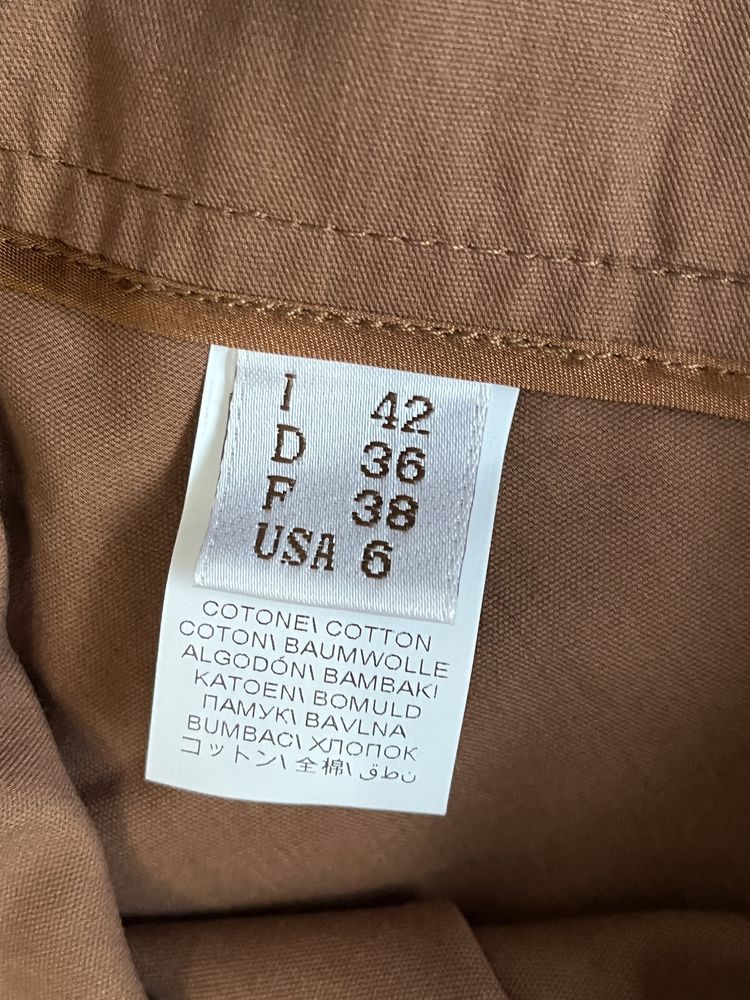 I 42
D 36
F 38
USA 6
COTONE\ COTTON
COTON\ BAUMWOLLE
ALGODÓN\ BAMBAKI
KATOEN\ BOMULD
ПАМУК\ BAVLNA
BUMBAC\ ХЛОПОК
コットン\ 全棉\ نطق